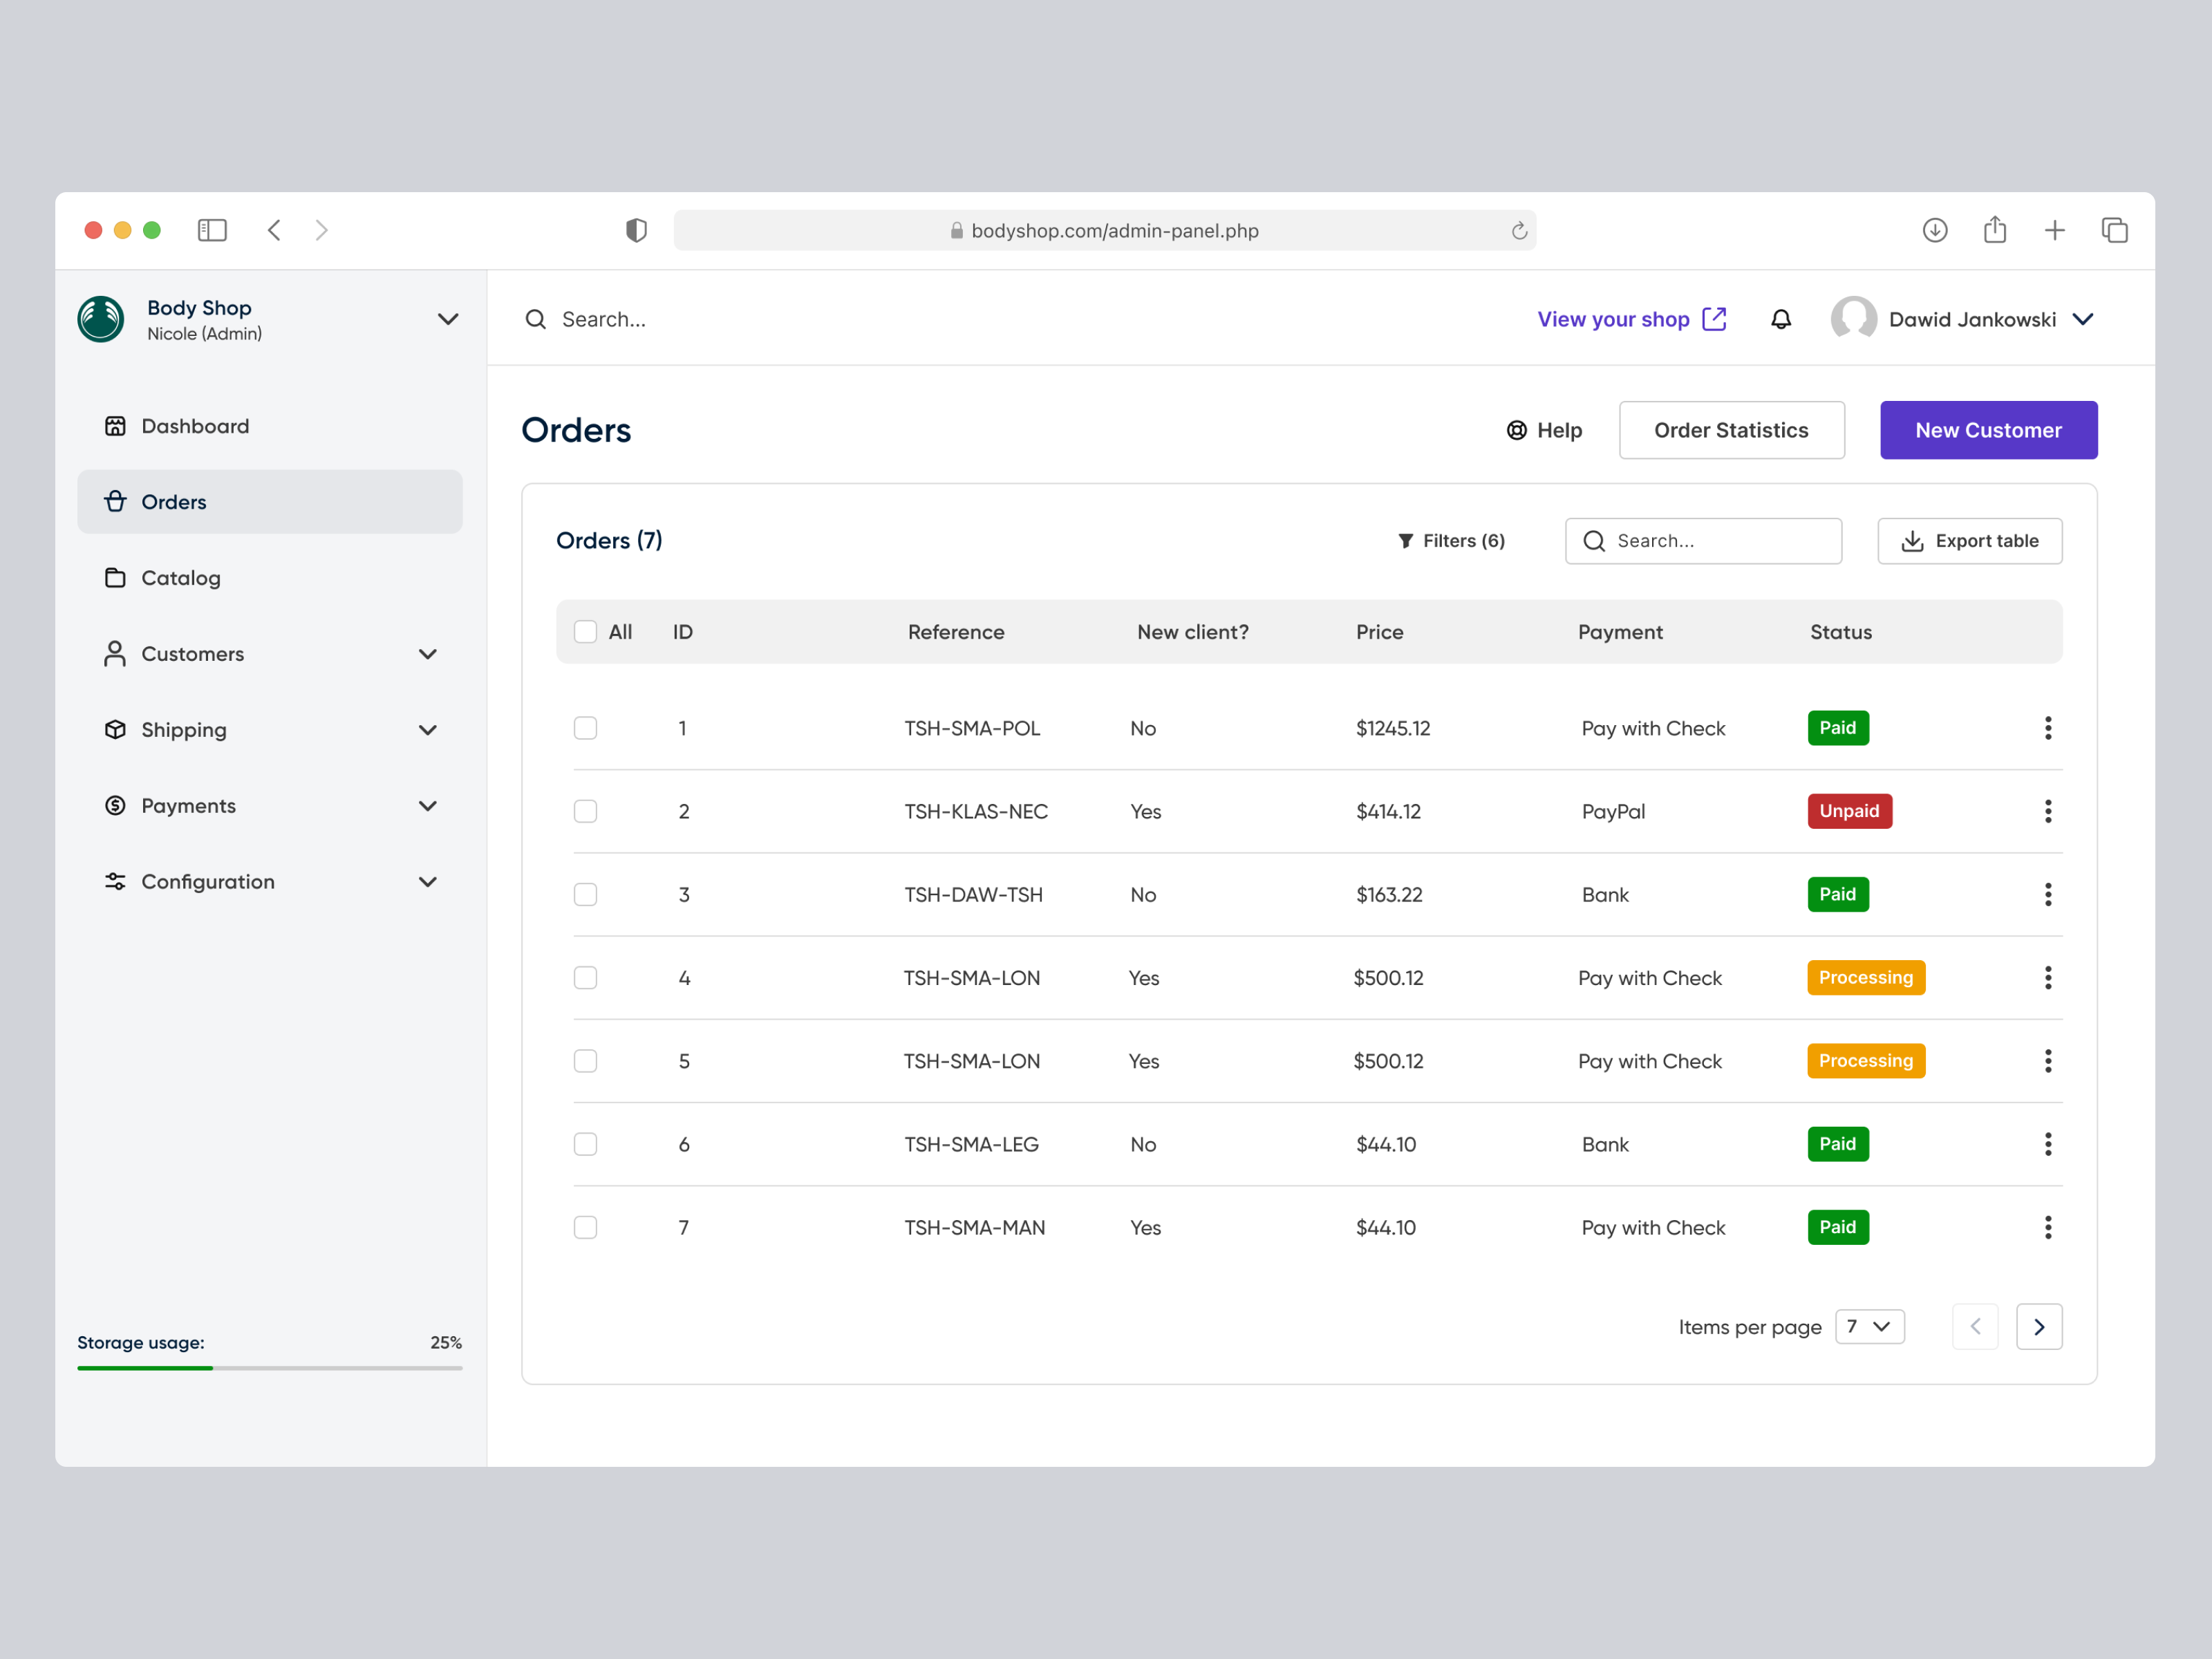 bodyshop.com/admin-panel.php
Body Shop
Nicole (Admin)
Dashboard
Orders
Catalog
Customers
Shipping
Payments
Configuration
Storage usage: 25%
Search...
View your shop
Dawid Jankowski
Orders
Help
Order Statistics
New Customer
Orders (7)
Filters (6)
Search...
Export table
All ID Reference New client? Price Payment Status
1 TSH-SMA-POL No $1245.12 Pay with Check Paid
2 TSH-KLAS-NEC Yes $414.12 PayPal Unpaid
3 TSH-DAW-TSH No $163.22 Bank Paid
4 TSH-SMA-LON Yes $500.12 Pay with Check Processing
5 TSH-SMA-LON Yes $500.12 Pay with Check Processing
6 TSH-SMA-LEG No $44.10 Bank Paid
7 TSH-SMA-MAN Yes $44.10 Pay with Check Paid
Items per page 7